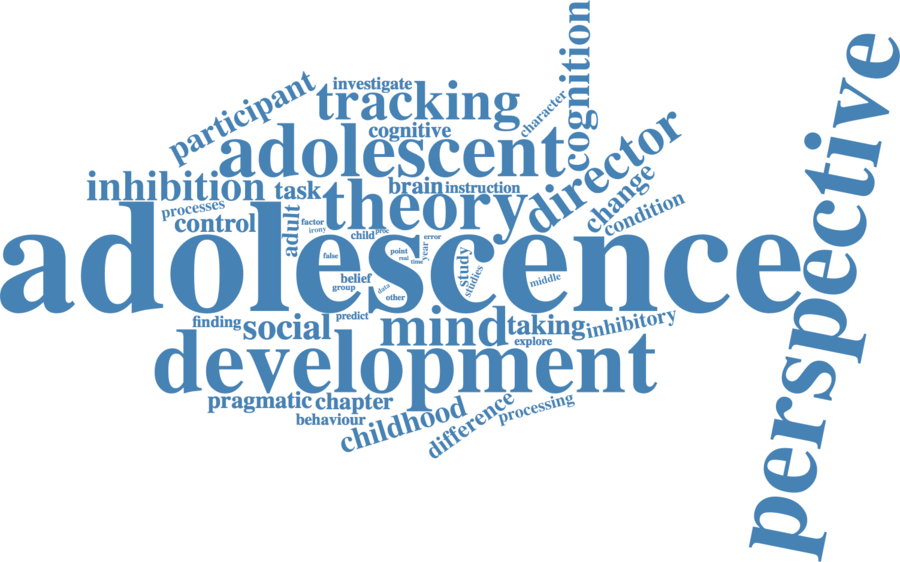 investigate
tracking
participant
cognitive
character
cognition
adolescent
director
perspective
inhibition
task
brain
instruction
change
theory
processes
control
adult
factor
irony
child
proc
error
condition
adolescence
false
point
real
time
year
study
studies
belief
group
data
other
middle
finding
social
predict
mind
taking
inhibitory
explore
development
pragmatic
chapter
behaviour
childhood
difference
processing